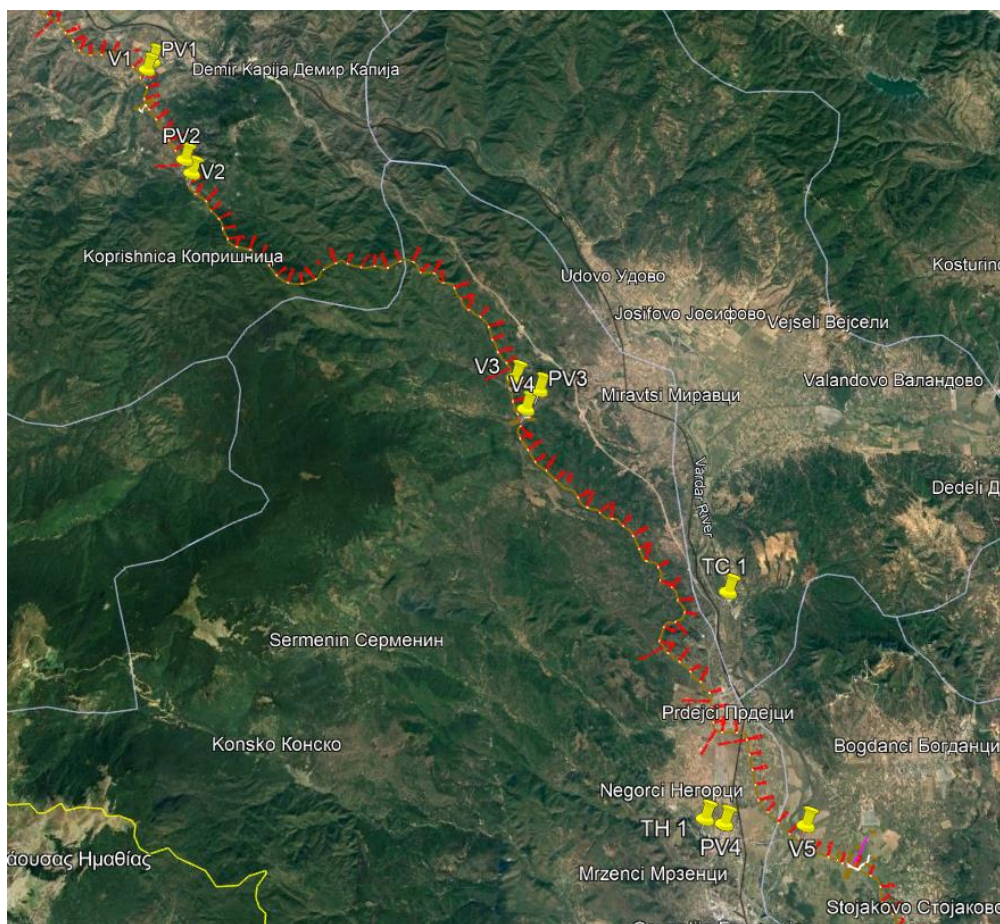 PV1
V1
Demir Kapija Демир Капија
PV2
V2
Koprishnica Копришница
Udovo Удово
Kosturino
Josifovo Јосифово
Vejseli Вејсели
V3
V4
PV3
Valandovo Валандово
Miravtsi Миравци
Vardar River
Dedeli Д
TC 1
Sermenin Серменин
Prdejci Прдејци
Konsko Конско
Bogdanci Богданци
Negorci Негорци
TH 1
PV4
V5
άουσας Ημαθίας
Mrzenci Мрзенци
Stojakovo Стојаково